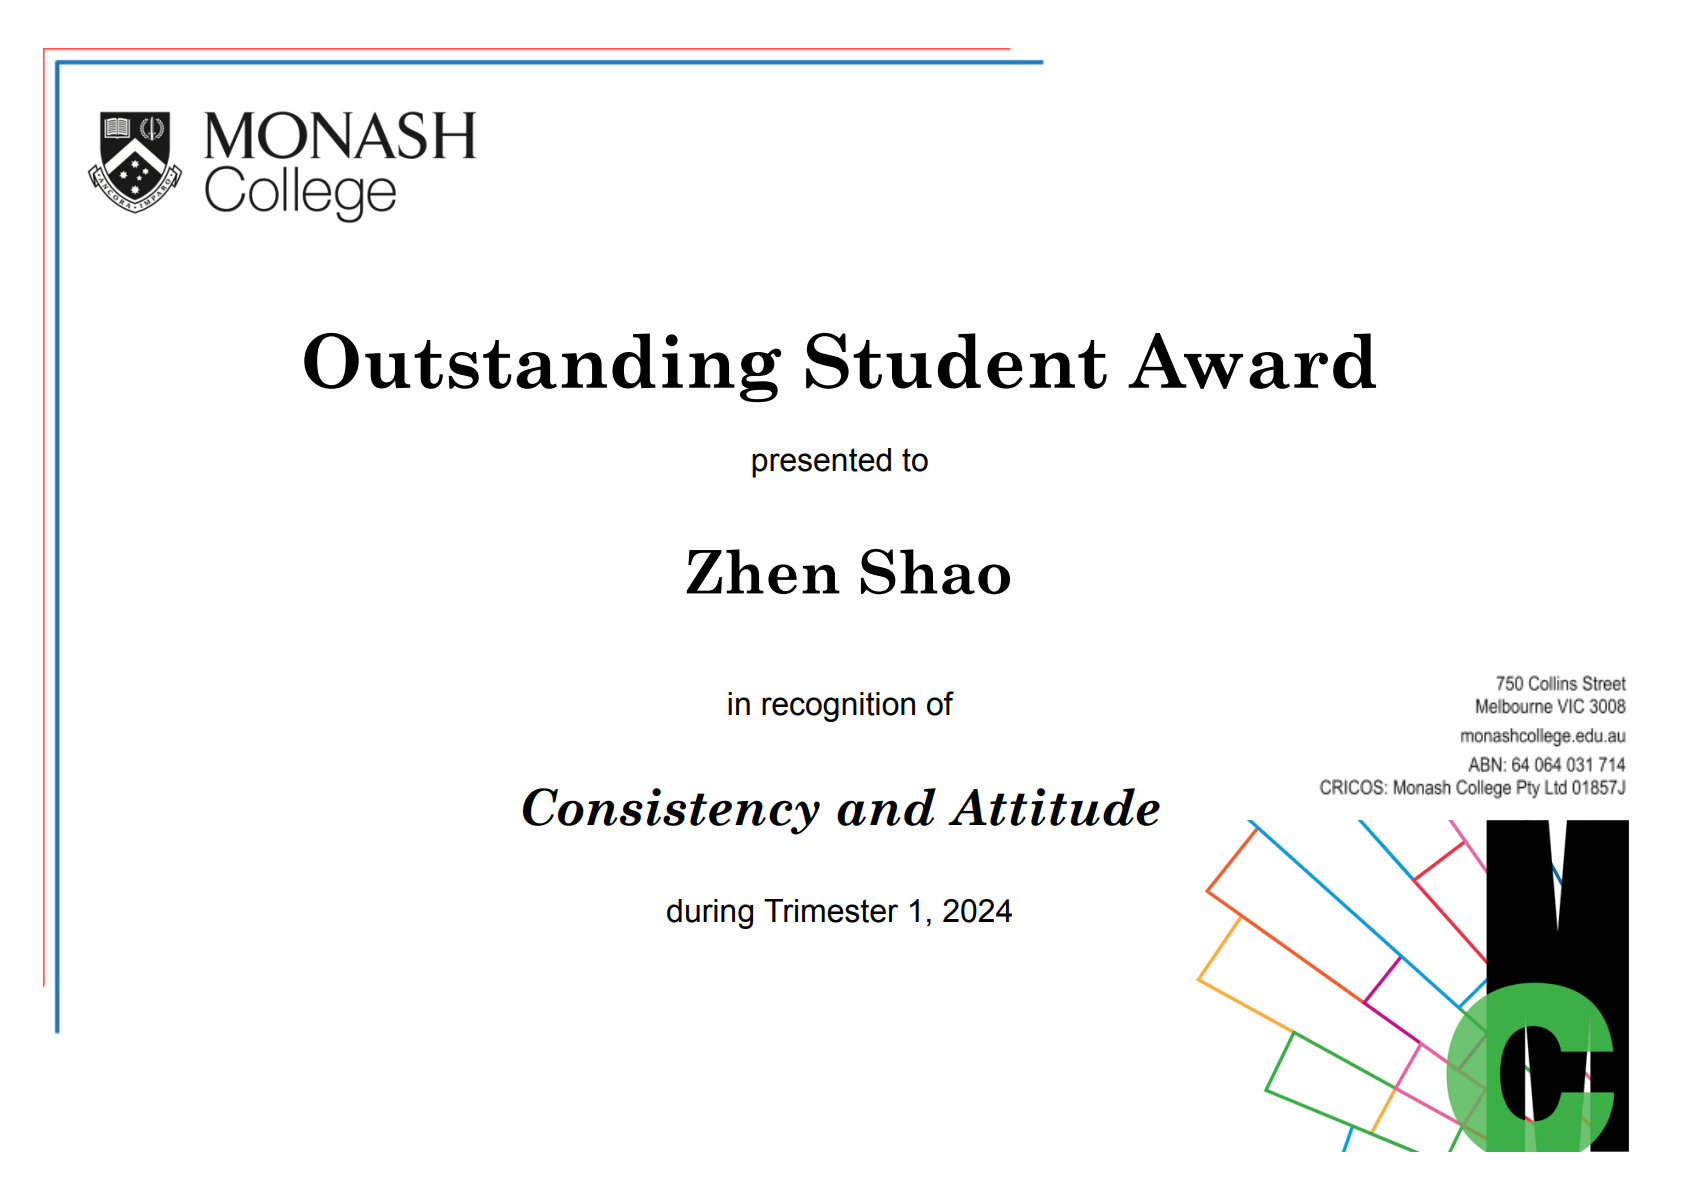 MONASH
College
ANCORA IMPARO
Outstanding Student Award
presented to
Zhen Shao
in recognition of
Consistency and Attitude
during Trimester 1, 2024
750 Collins Street
Melbourne VIC 3008
monashcollege.edu.au
ABN: 64 064 031 714
CRICOS: Monash College Pty Ltd 01857J
M
C